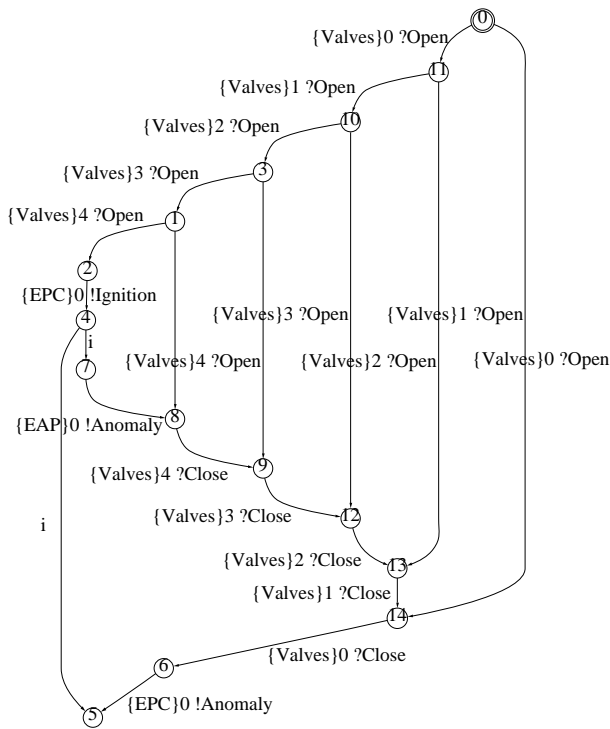 0
{Valves}0 ?Open
11
{Valves}1 ?Open
10
{Valves}2 ?Open
3
{Valves}3 ?Open
1
{Valves}4 ?Open
2
{EPC}0 !Ignition
4
{Valves}3 ?Open
{Valves}1 ?Open
i
{Valves}4 ?Open
{Valves}2 ?Open
{Valves}0 ?Open
7
8
{EAP}0 !Anomaly
9
{Valves}4 ?Close
{Valves}3 ?Close
12
i
{Valves}2 ?Close
13
{Valves}1 ?Close
14
{Valves}0 ?Close
6
{EPC}0 !Anomaly
5